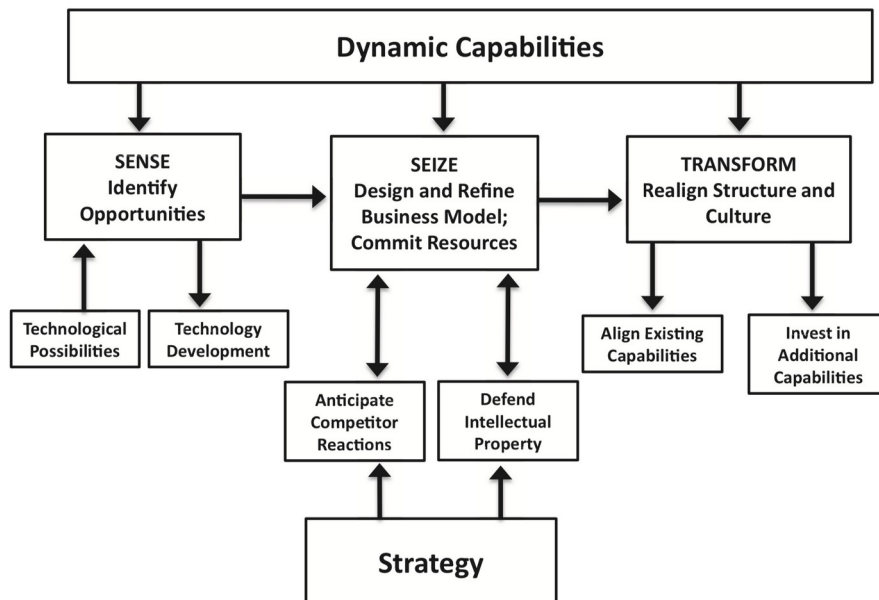 Dynamic Capabilities
SENSE
Identify
Opportunities
SEIZE
Design and Refine
Business Model;
Commit Resources
TRANSFORM
Realign Structure and
Culture
Technological
Possibilities
Technology
Development
Align Existing
Capabilities
Invest in
Additional
Capabilities
Anticipate
Competitor
Reactions
Defend
Intellectual
Property
Strategy